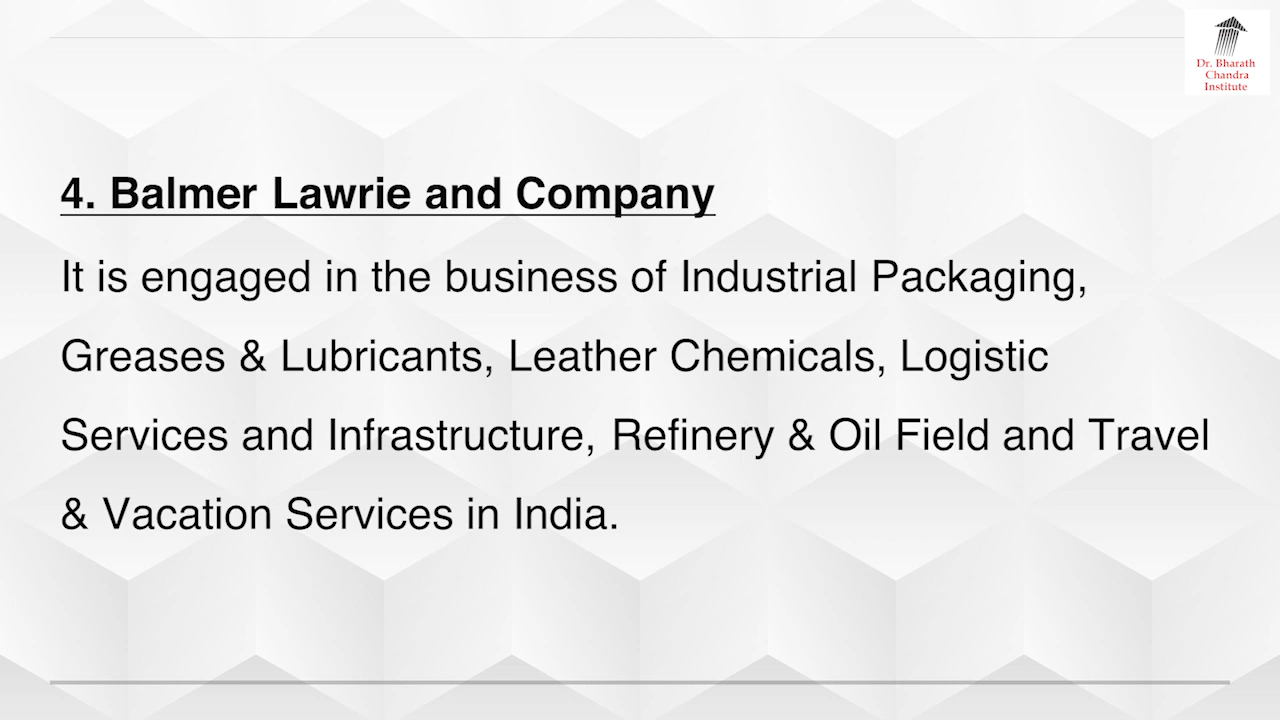 Dr. Bharath
Chandra
Institute
4. Balmer Lawrie and Company
It is engaged in the business of Industrial Packaging,
Greases & Lubricants, Leather Chemicals, Logistic
Services and Infrastructure, Refinery & Oil Field and Travel
& Vacation Services in India.